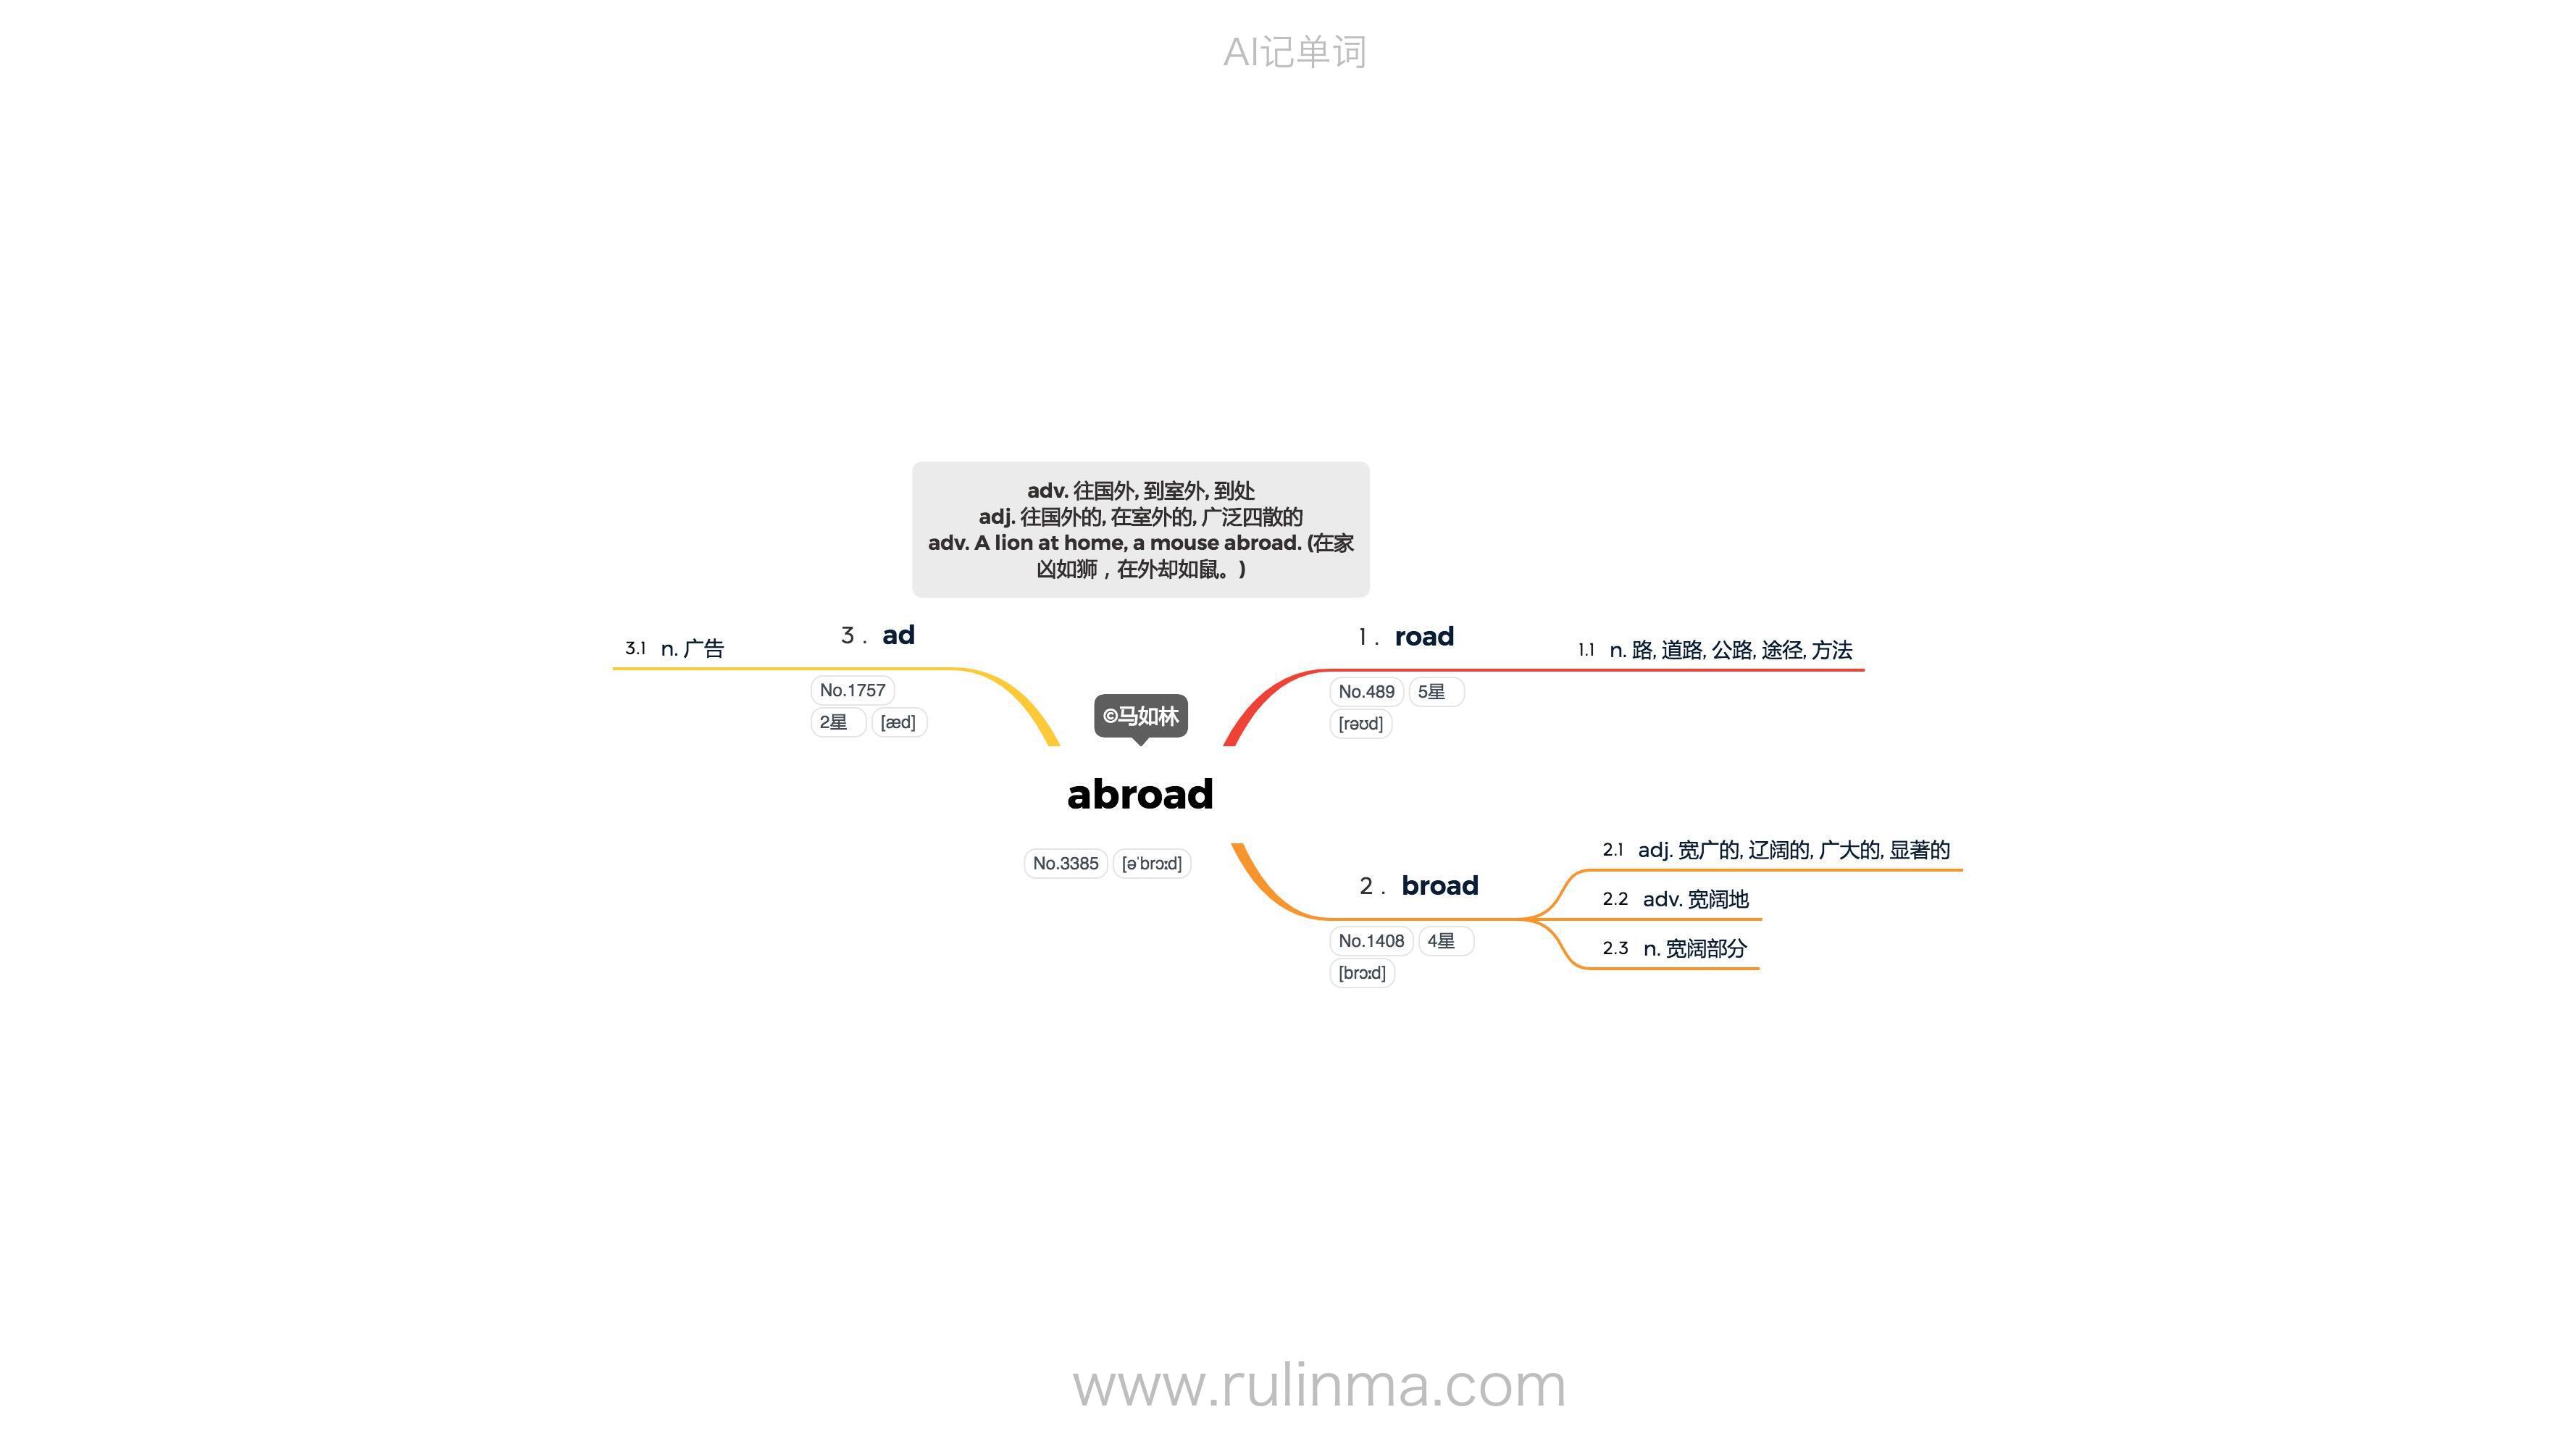 AI记单词
adv. 往国外, 到室外, 到处
adj. 往国外的, 在室外的, 广泛四散的
adv. A lion at home, a mouse abroad. (在家
凶如狮，在外却如鼠。)
©马如林
abroad
No.3385 [əˈbrɔːd]
1. road
No.489 5星
[rəʊd]
1.1 n. 路, 道路, 公路, 途径, 方法
2. broad
No.1408 4星
[brɔːd]
2.1 adj. 宽广的, 辽阔的, 广大的, 显著的
2.2 adv. 宽阔地
2.3 n. 宽阔部分
3. ad
No.1757
2星 [æd]
3.1 n. 广告
www.rulinma.com